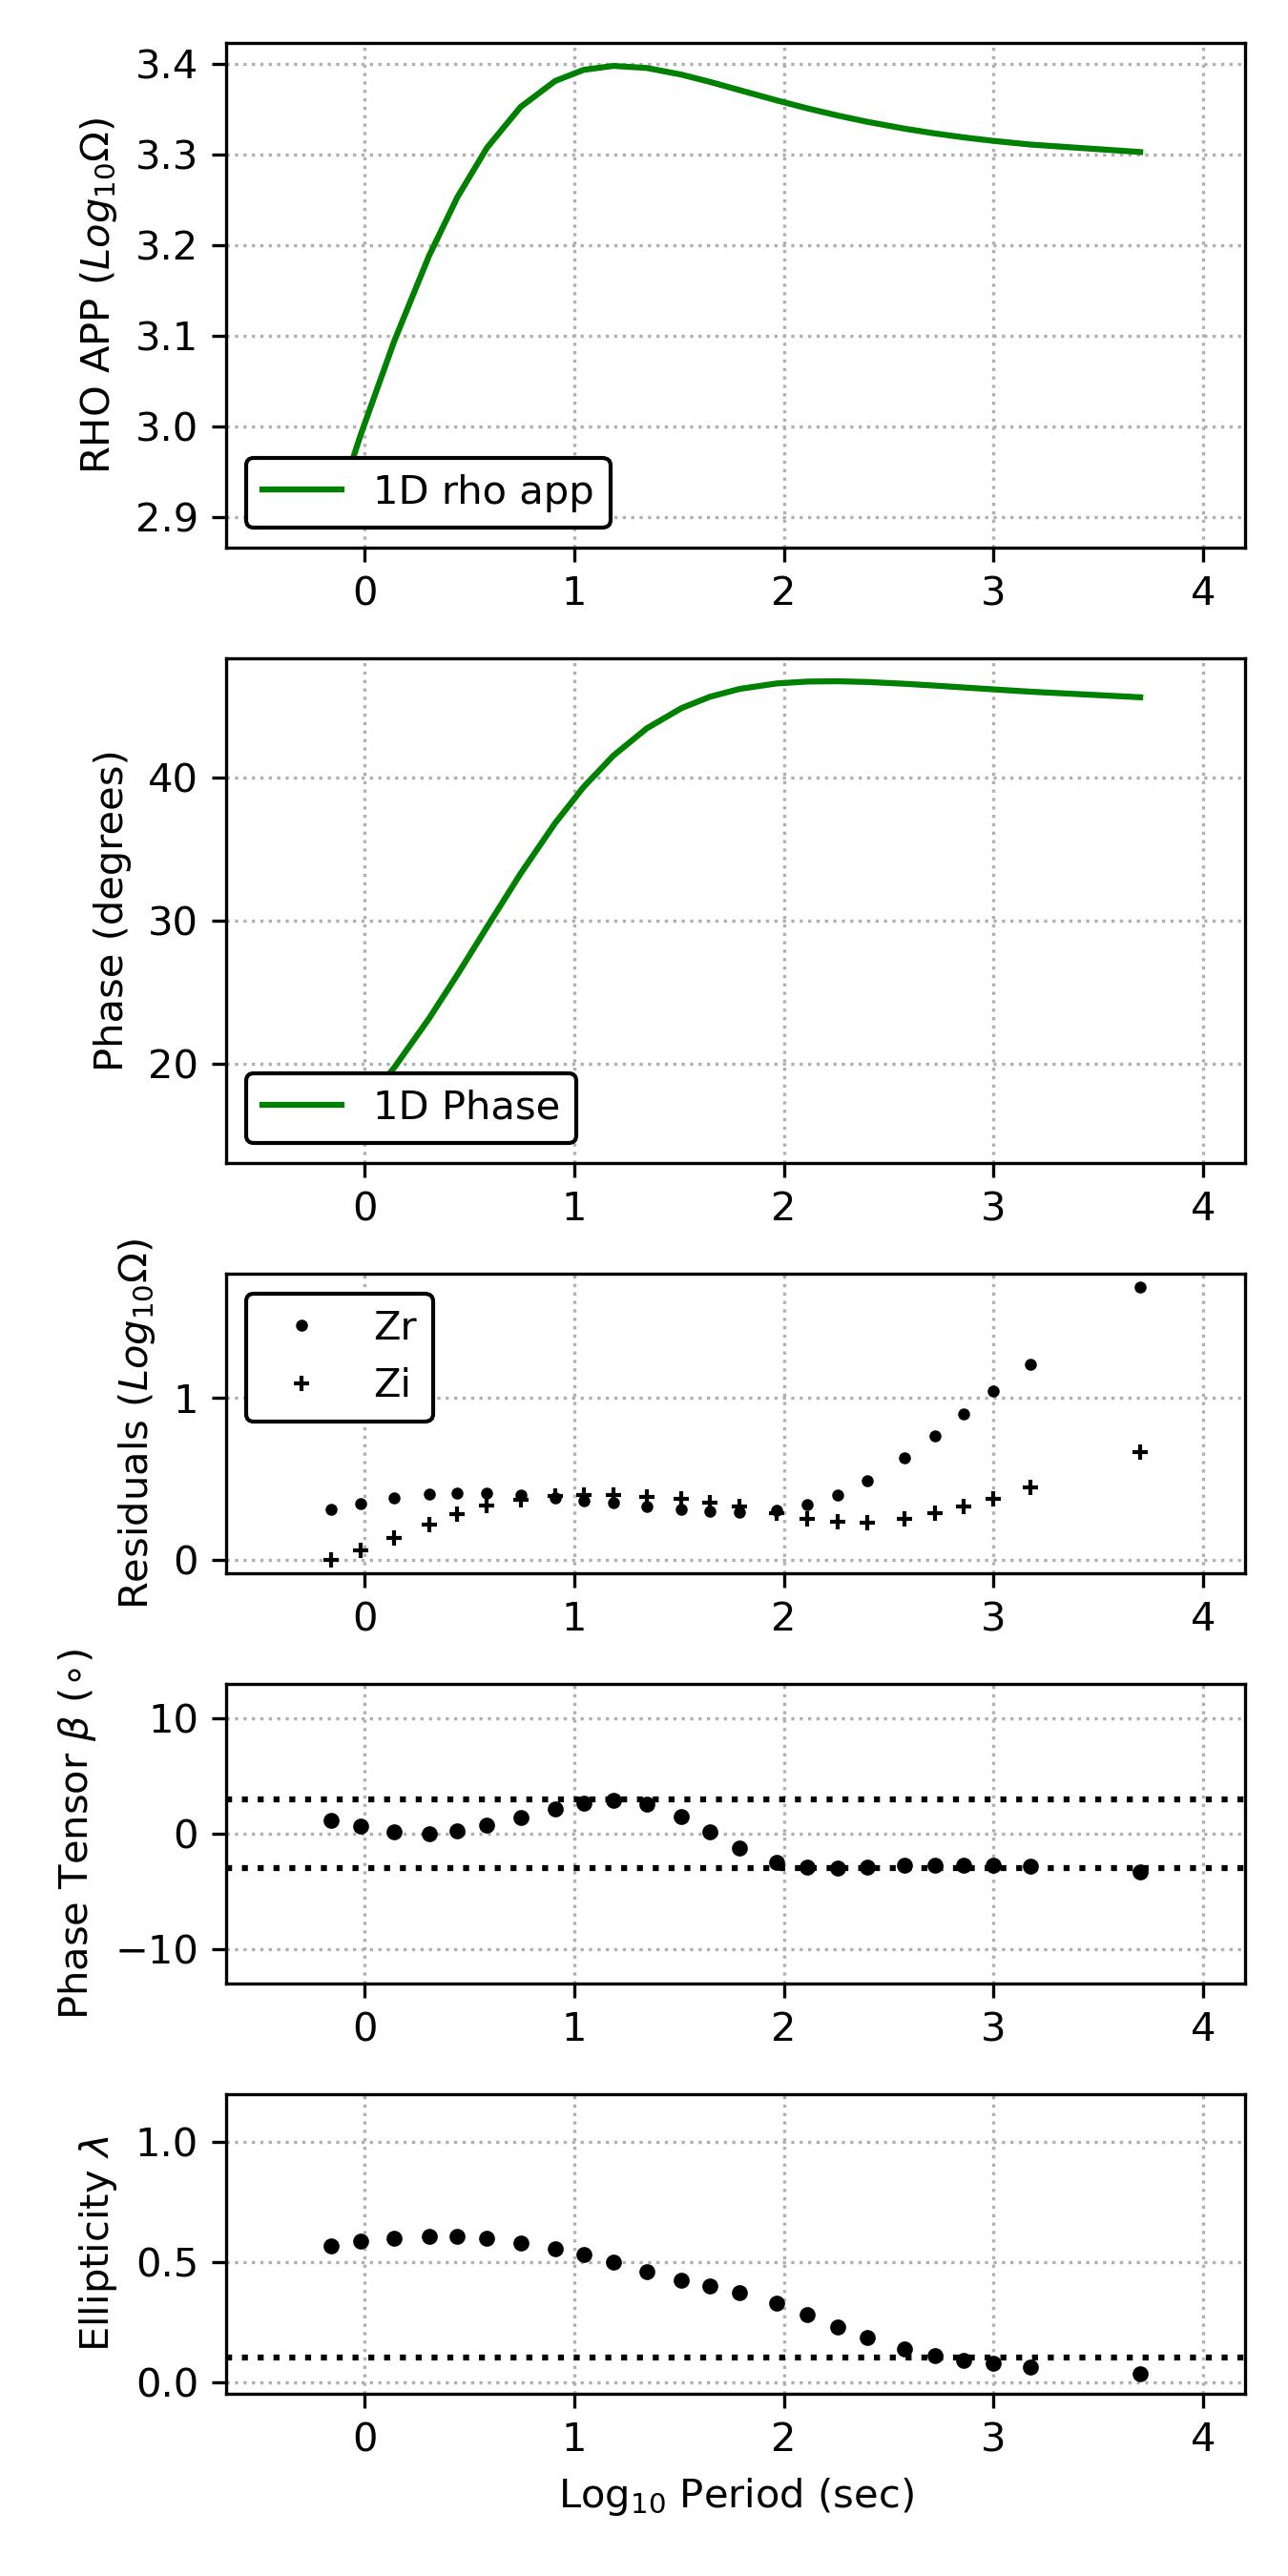 RHO APP (Log₁₀Ω)
3.4
3.3
3.2
3.1
3.0
2.9
1D rho app
0 1 2 3 4
Phase (degrees)
40
30
20
1D Phase
0 1 2 3 4
Residuals (Log₁₀Ω)
1
0
Zr
Zi
0 1 2 3 4
Phase Tensor β (∘)
10
0
−10
0 1 2 3 4
Ellipticity λ
1.0
0.5
0.0
0 1 2 3 4
Log₁₀ Period (sec)